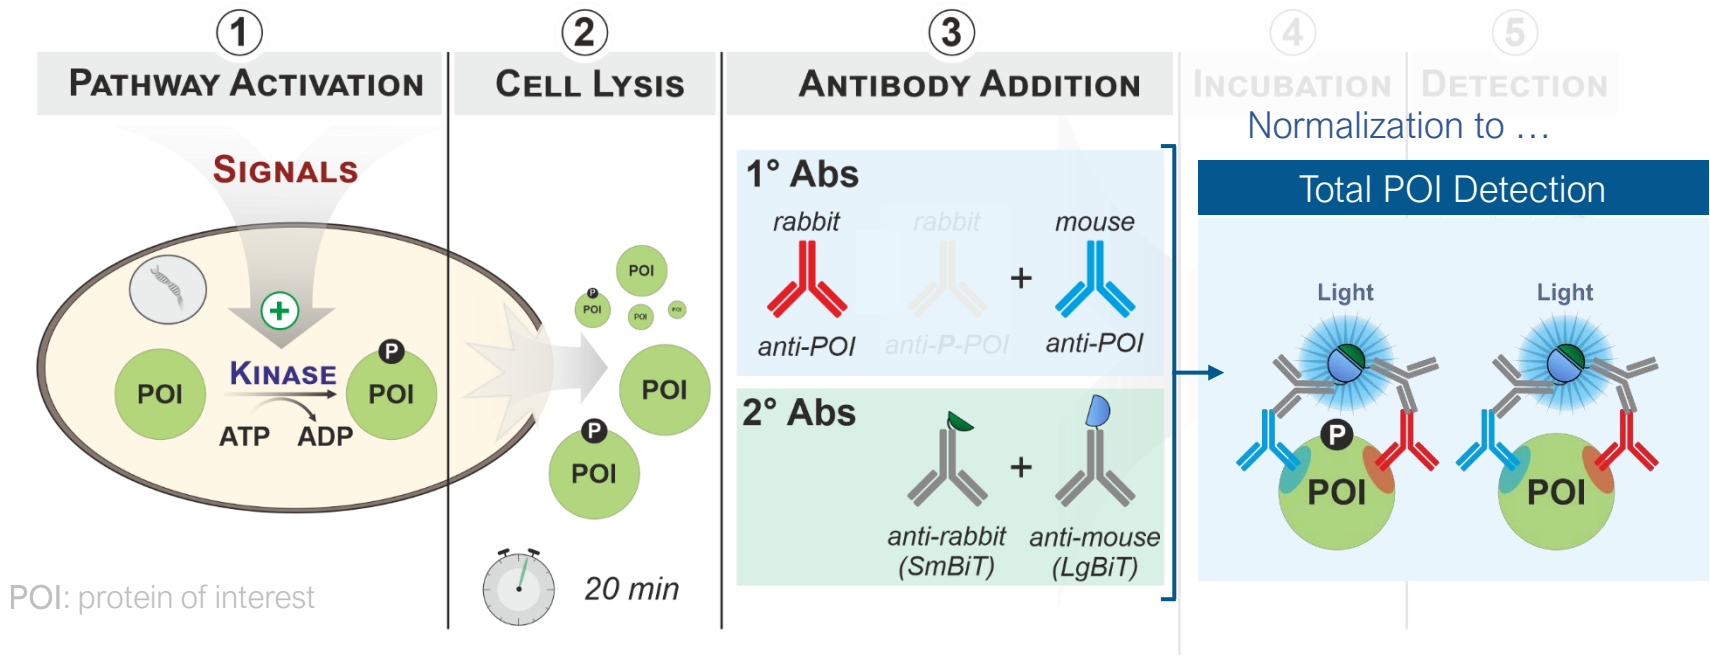 1
PATHWAY ACTIVATION
SIGNALS
+
POI
KINASE
ATP
ADP
P
POI
POI: protein of interest
2
CELL LYSIS
POI
P
POI
POI
POI
POI
P
POI
20 min
3
ANTIBODY ADDITION
1° Abs
rabbit
rabbit
mouse
+
anti-POI
anti-P-POI
anti-POI
2° Abs
+
anti-rabbit
(SmBiT)
anti-mouse
(LgBiT)
4
INCUBATION
5
DETECTION
Normalization to …
Total POI Detection
Light
P
POI
Light
POI